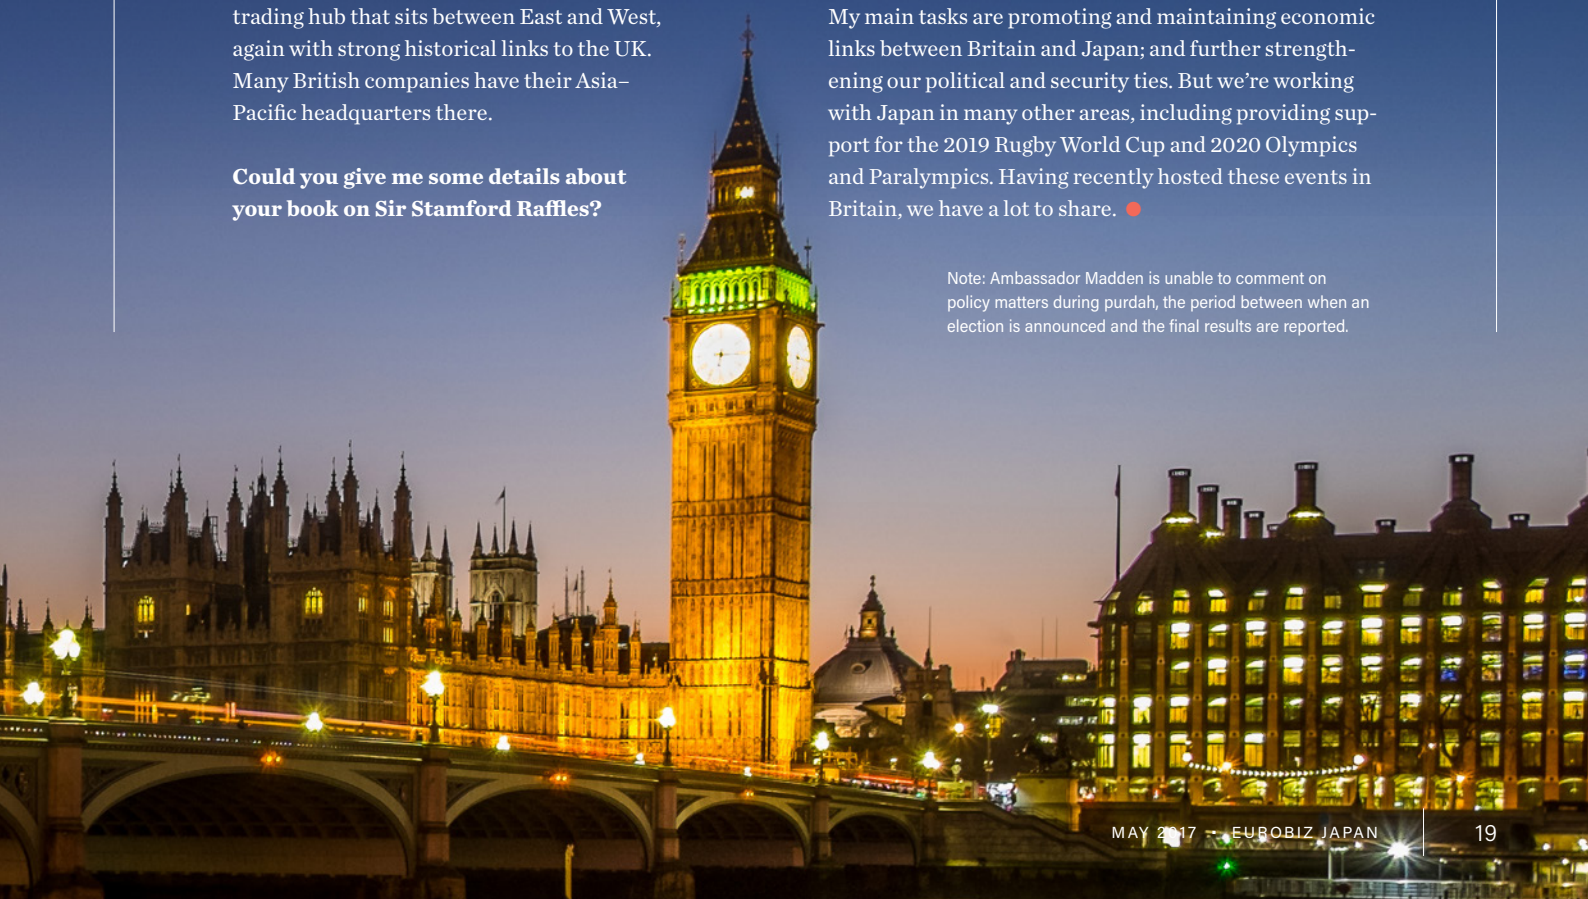 trading hub that sits between East and West,
again with strong historical links to the UK.
Many British companies have their Asia–
Pacific headquarters there.
Could you give me some details about
your book on Sir Stamford Raffles?
My main tasks are promoting and maintaining economic
links between Britain and Japan; and further strength-
ening our political and security ties. But we’re working
with Japan in many other areas, including providing sup-
port for the 2019 Rugby World Cup and 2020 Olympics
and Paralympics. Having recently hosted these events in
Britain, we have a lot to share.
Note: Ambassador Madden is unable to comment on
policy matters during purdah, the period between when an
election is announced and the final results are reported.
MAY 2017 • EUROBIZ JAPAN 19